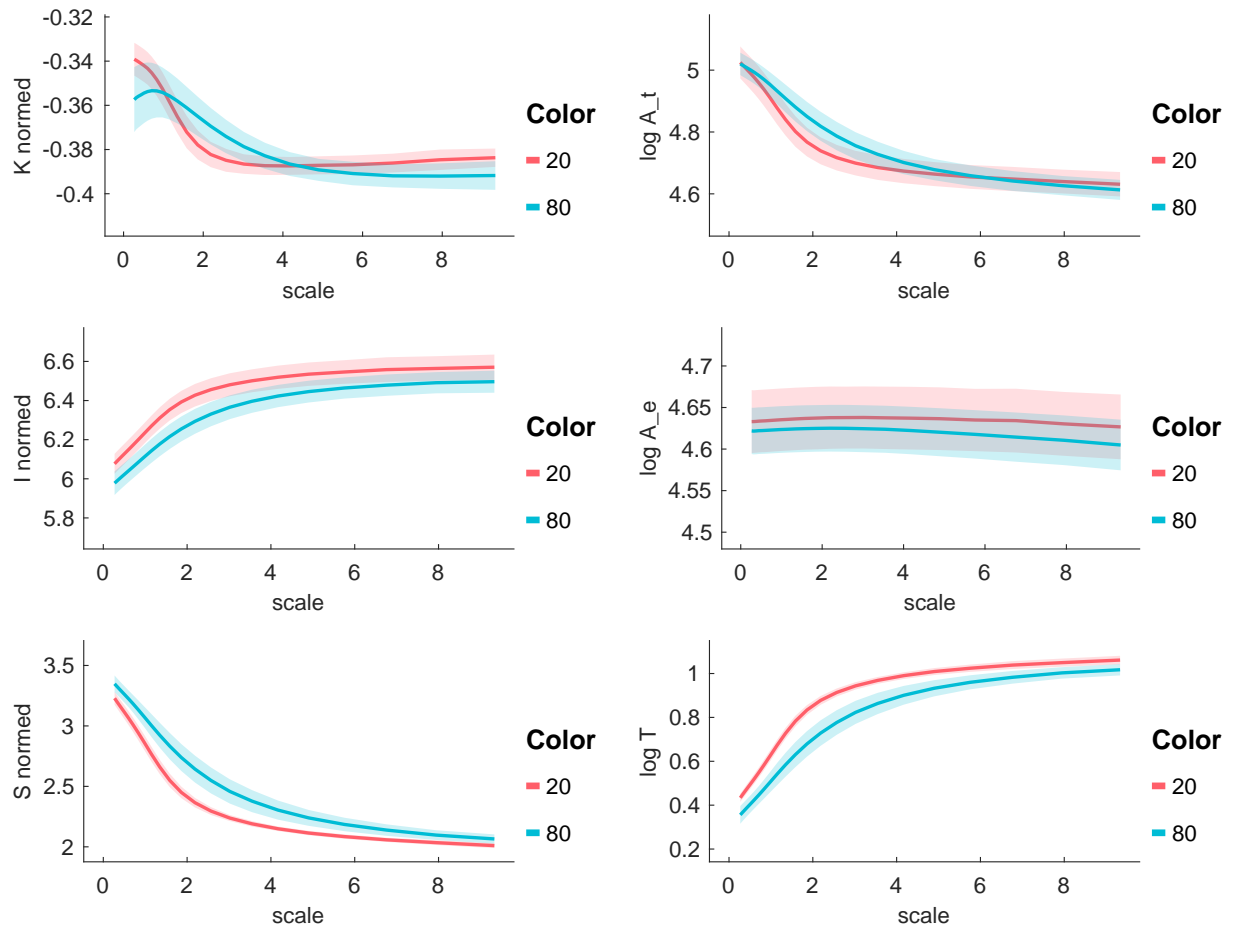 -0.32
-0.34
-0.36
-0.38
-0.4
K normed
0 2 4 6 8
scale
Color
20
80
5
4.8
4.6
log A_t
0 2 4 6 8
scale
Color
20
80
6.6
6.4
6.2
6
5.8
I normed
0 2 4 6 8
scale
Color
20
80
4.7
4.65
4.6
4.55
4.5
log A_e
0 2 4 6 8
scale
Color
20
80
3.5
3
2.5
2
S normed
0 2 4 6 8
scale
Color
20
80
1
0.8
0.6
0.4
0.2
log T
0 2 4 6 8
scale
Color
20
80